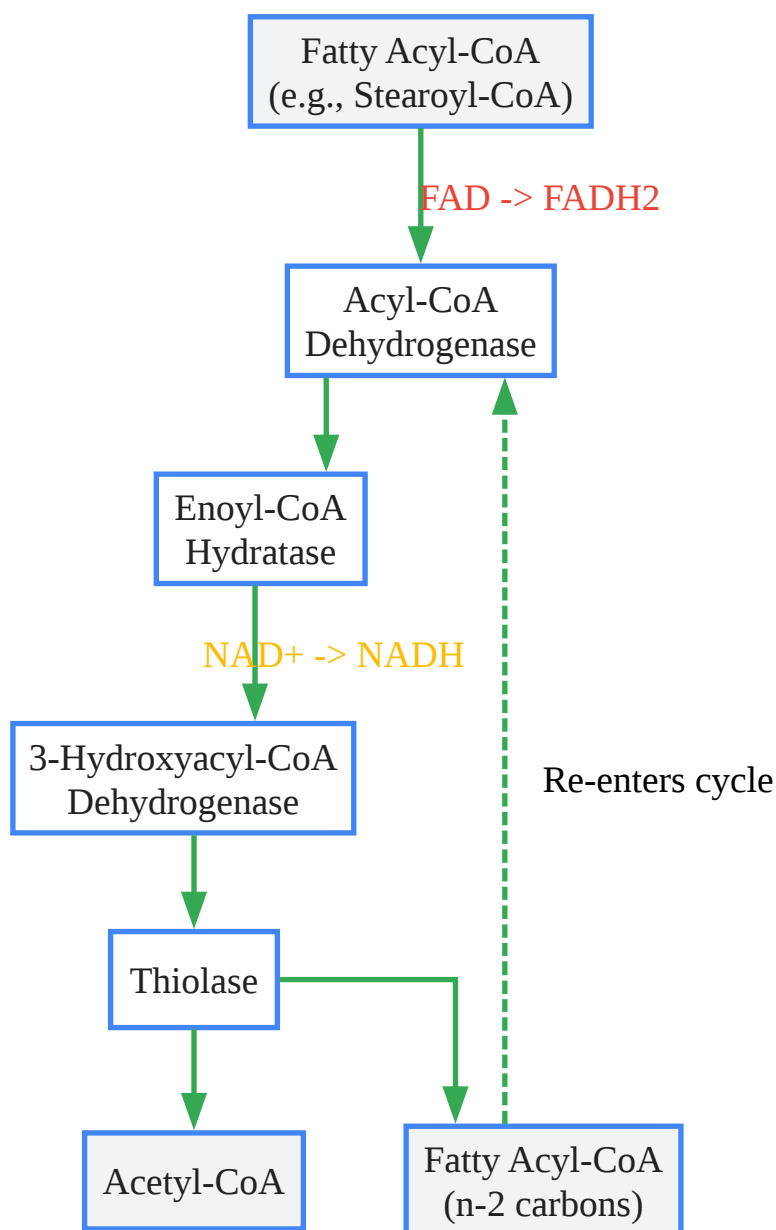 Fatty Acyl-CoA
(e.g., Stearoyl-CoA)
FAD -> FADH2
Acyl-CoA
Dehydrogenase
Enoyl-CoA
Hydratase
NAD+ -> NADH
3-Hydroxyacyl-CoA
Dehydrogenase
Re-enters cycle
Thiolase
Acetyl-CoA
Fatty Acyl-CoA
(n-2 carbons)